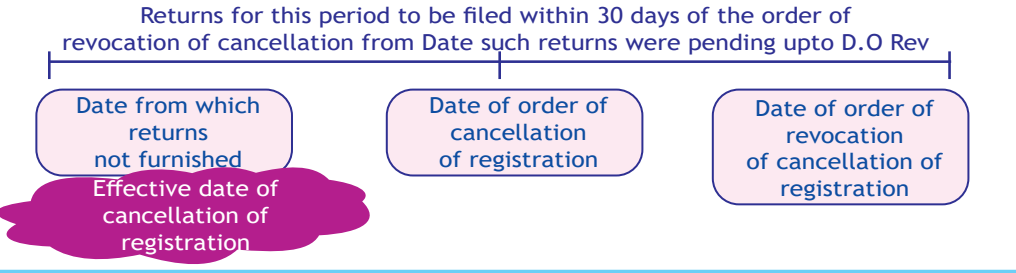 Returns for this period to be filed within 30 days of the order of
revocation of cancellation from Date such returns were pending upto D.O Rev
Date from which
returns
not furnished
Effective date of
cancellation of
registration
Date of order of
cancellation
of registration
Date of order of
revocation
of cancellation of
registration